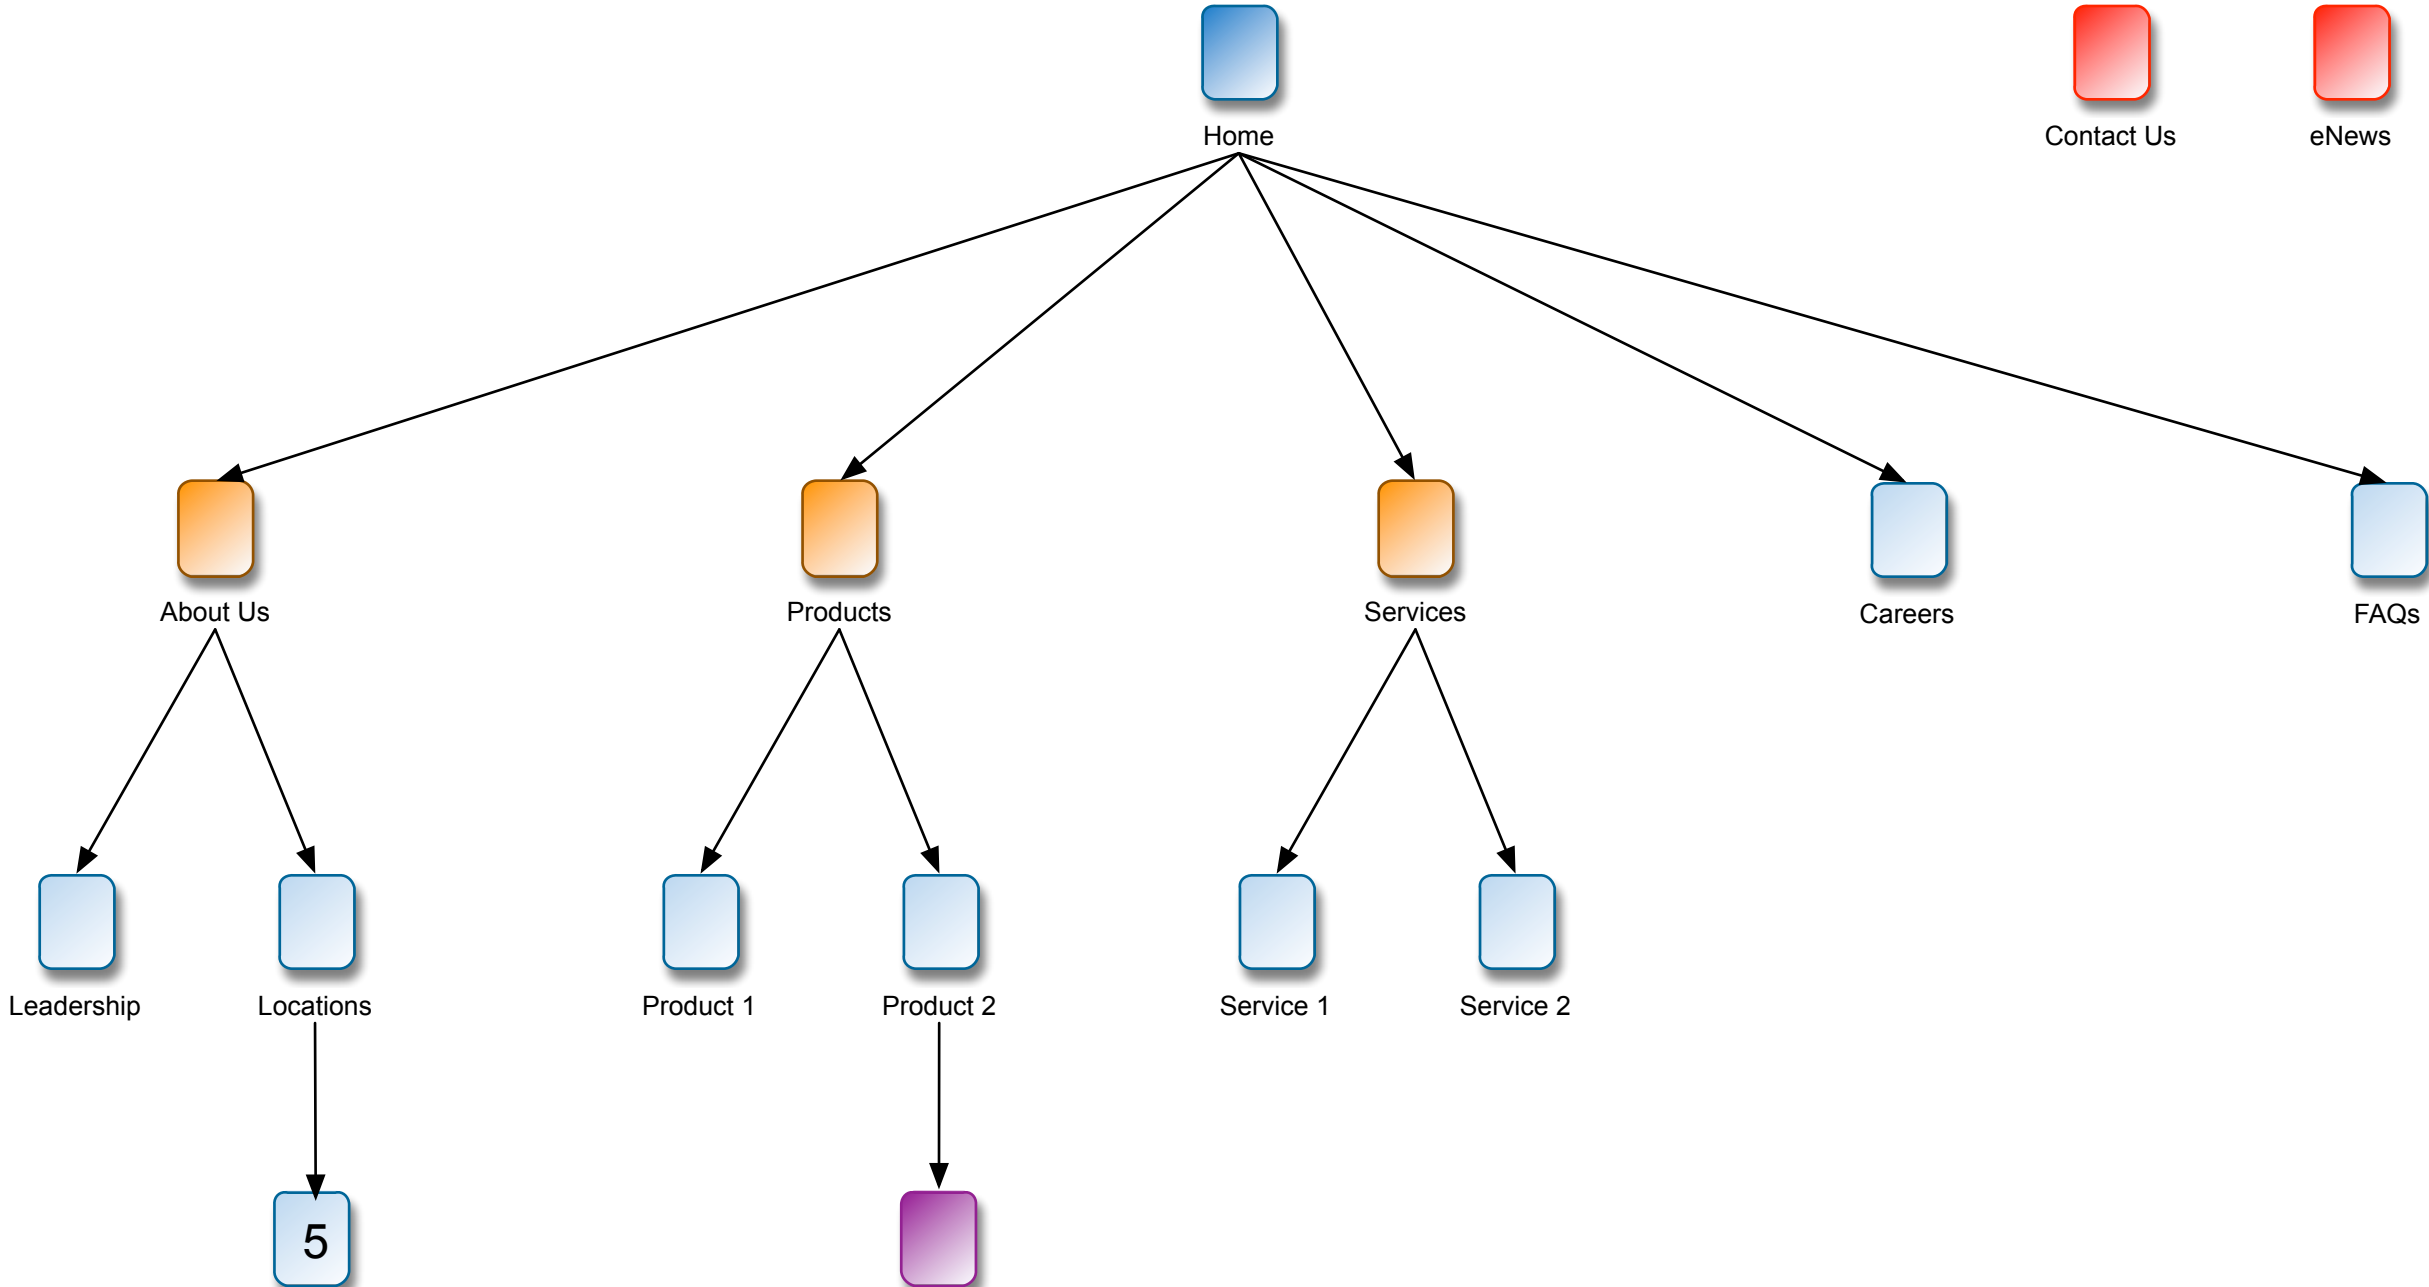 Home
Contact Us
eNews
About Us
Products
Services
Careers
FAQs
Leadership
Locations
Product 1
Product 2
Service 1
Service 2
5